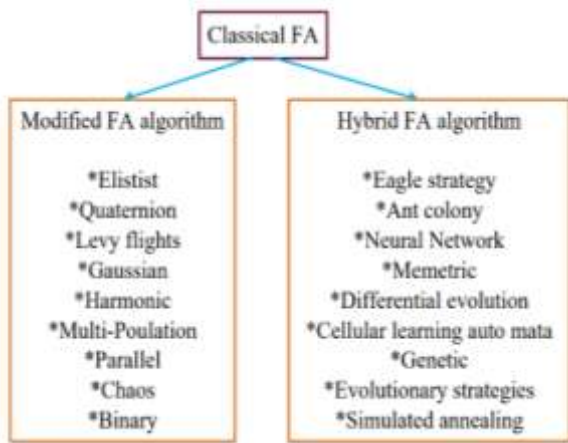 Classical FA
Modified FA algorithm
*Elistist
*Quaternion
*Levy flights
*Gaussian
*Harmonic
*Multi-Poulation
*Parallel
*Chaos
*Binary
Hybrid FA algorithm
*Eagle strategy
*Ant colony
*Neural Network
*Memetric
*Differential evolution
*Cellular learning auto mata
*Genetic
*Evolutionary strategies
*Simulated annealing